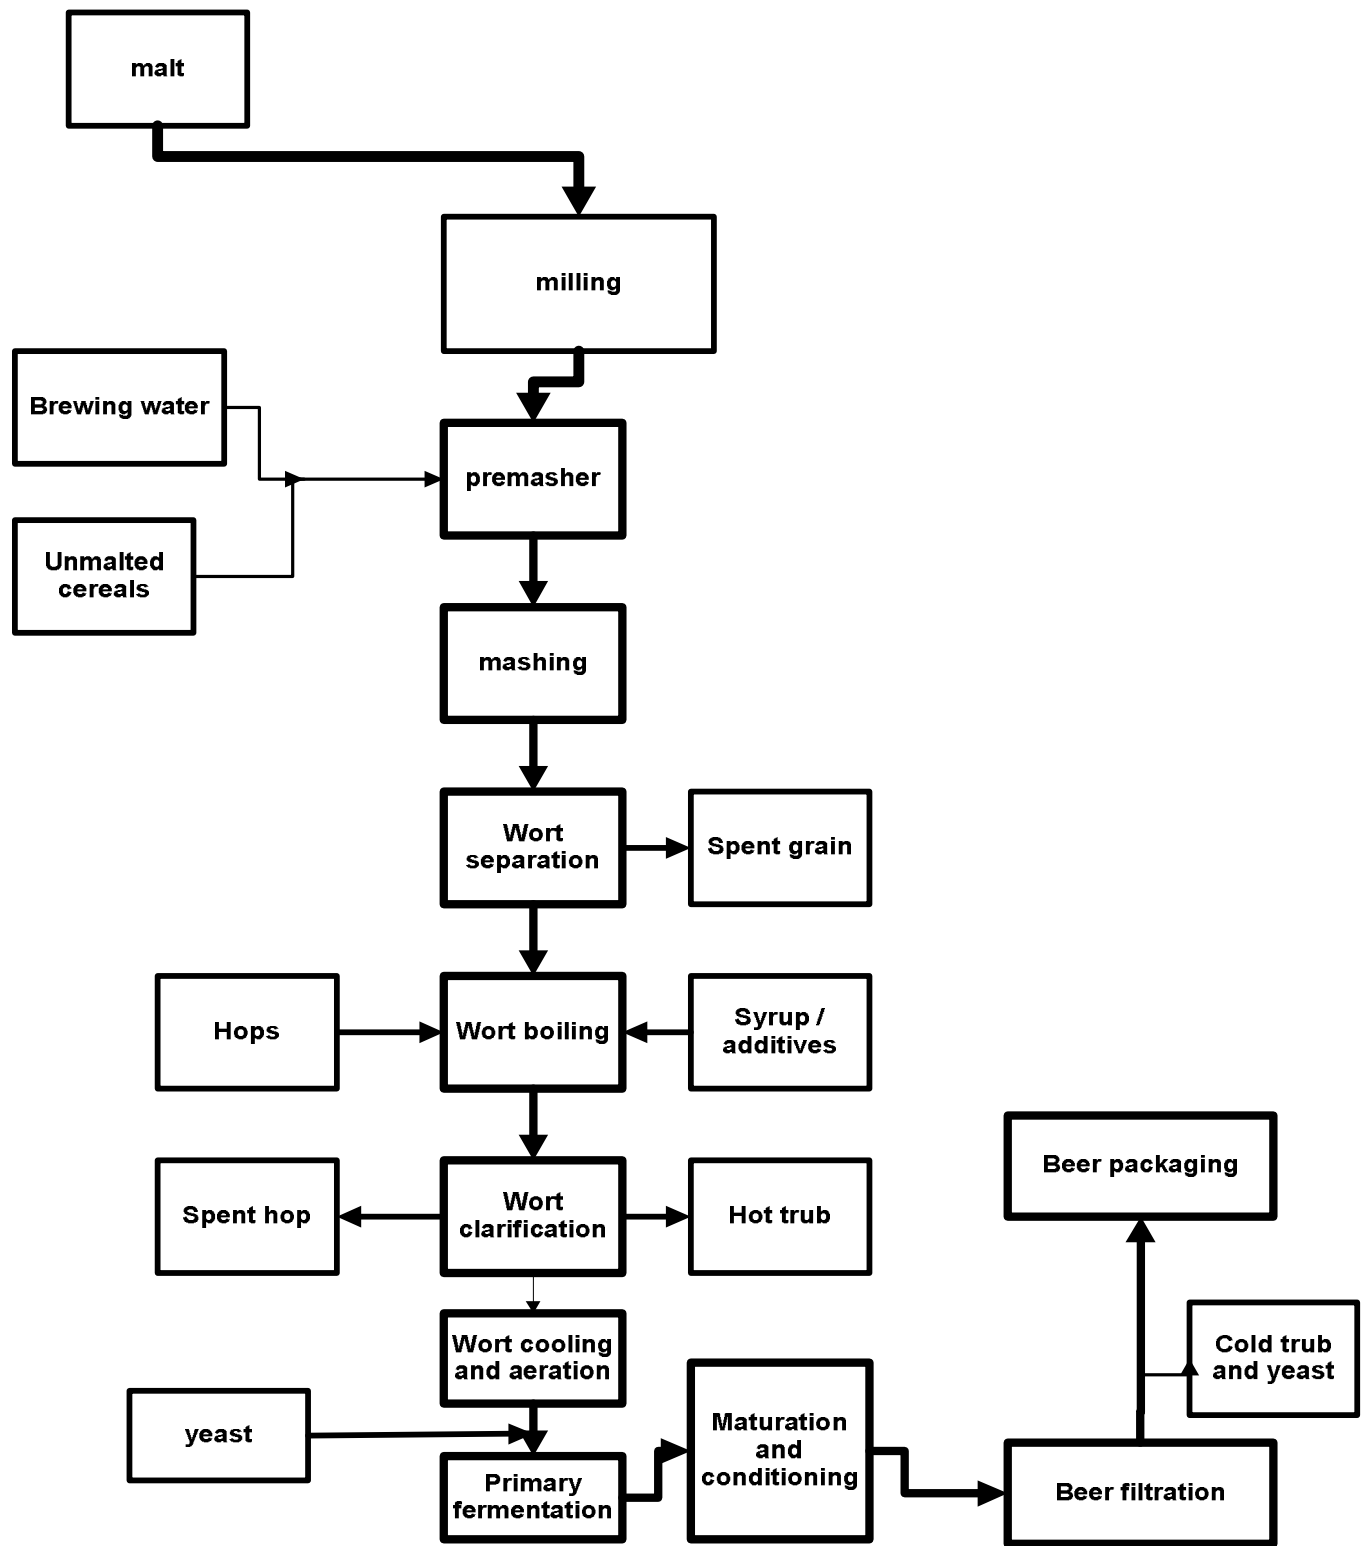 malt
milling
Brewing water
premasher
Unmalted
cereals
mashing
Wort
separation
Spent grain
Hops
Wort boiling
Syrup /
additives
Beer packaging
Spent hop
Wort
clarification
Hot trub
Wort cooling
and aeration
Cold trub
and yeast
yeast
Maturation
and
conditioning
Primary
fermentation
Beer filtration